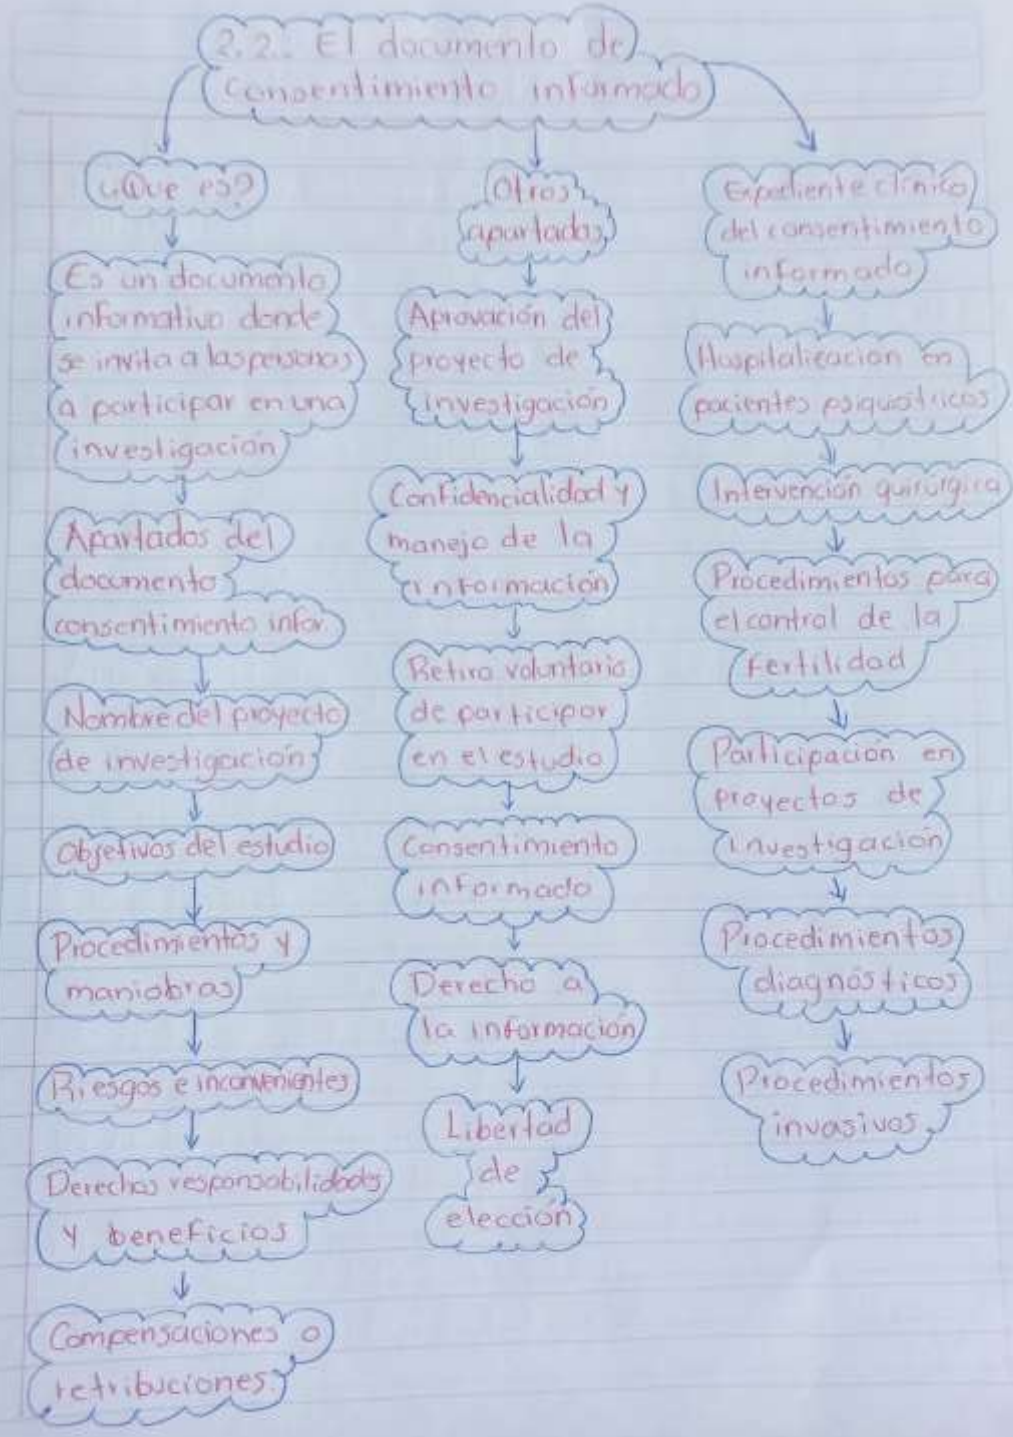 2.2. El documento de
consentimiento informado
¿Que es?
Es un documento
informativo donde
se invita a las personas
a participar en una
investigación
Apartados del
documento
consentimiento infor.
Nombre del proyecto
de investigación
Objetivos del estudio
Procedimientos y
maniobras
Riesgos e inconvenientes
Derechos responsabilidades
y beneficios
Compensaciones o
retribuciones.
Otros
apartados
Aprovación del
proyecto de
investigación
Confidencialidad y
manejo de la
información
Retiro voluntario
de participar
en el estudio
Consentimiento
informado
Derecho a
la información
Libertad
de
elección
Expediente clínico
del consentimiento
informado
Hospitalización en
pacientes psiquiátricos
Intervención quirúrgica
Procedimientos para
el control de la
fertilidad
Participación en
proyectos de
investigación
Procedimientos
diagnósticos
Procedimientos
invasivos.